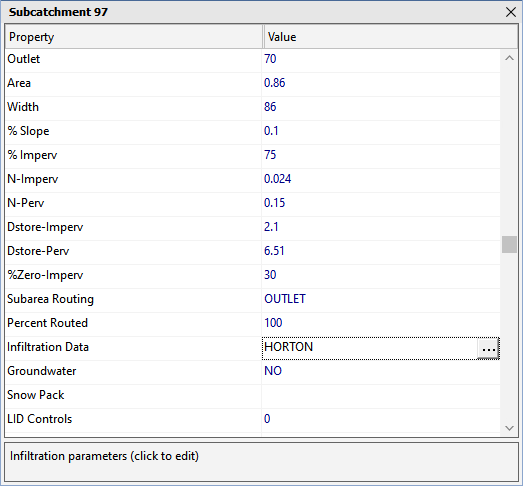 Subcatchment 97
Property Value
Outlet 70
Area 0.86
Width 86
% Slope 0.1
% Imperv 75
N-Imperv 0.024
N-Perv 0.15
Dstore-Imperv 2.1
Dstore-Perv 6.51
%Zero-Imperv 30
Subarea Routing OUTLET
Percent Routed 100
Infiltration Data HORTON ...
Groundwater NO
Snow Pack
LID Controls 0
Infiltration parameters (click to edit)